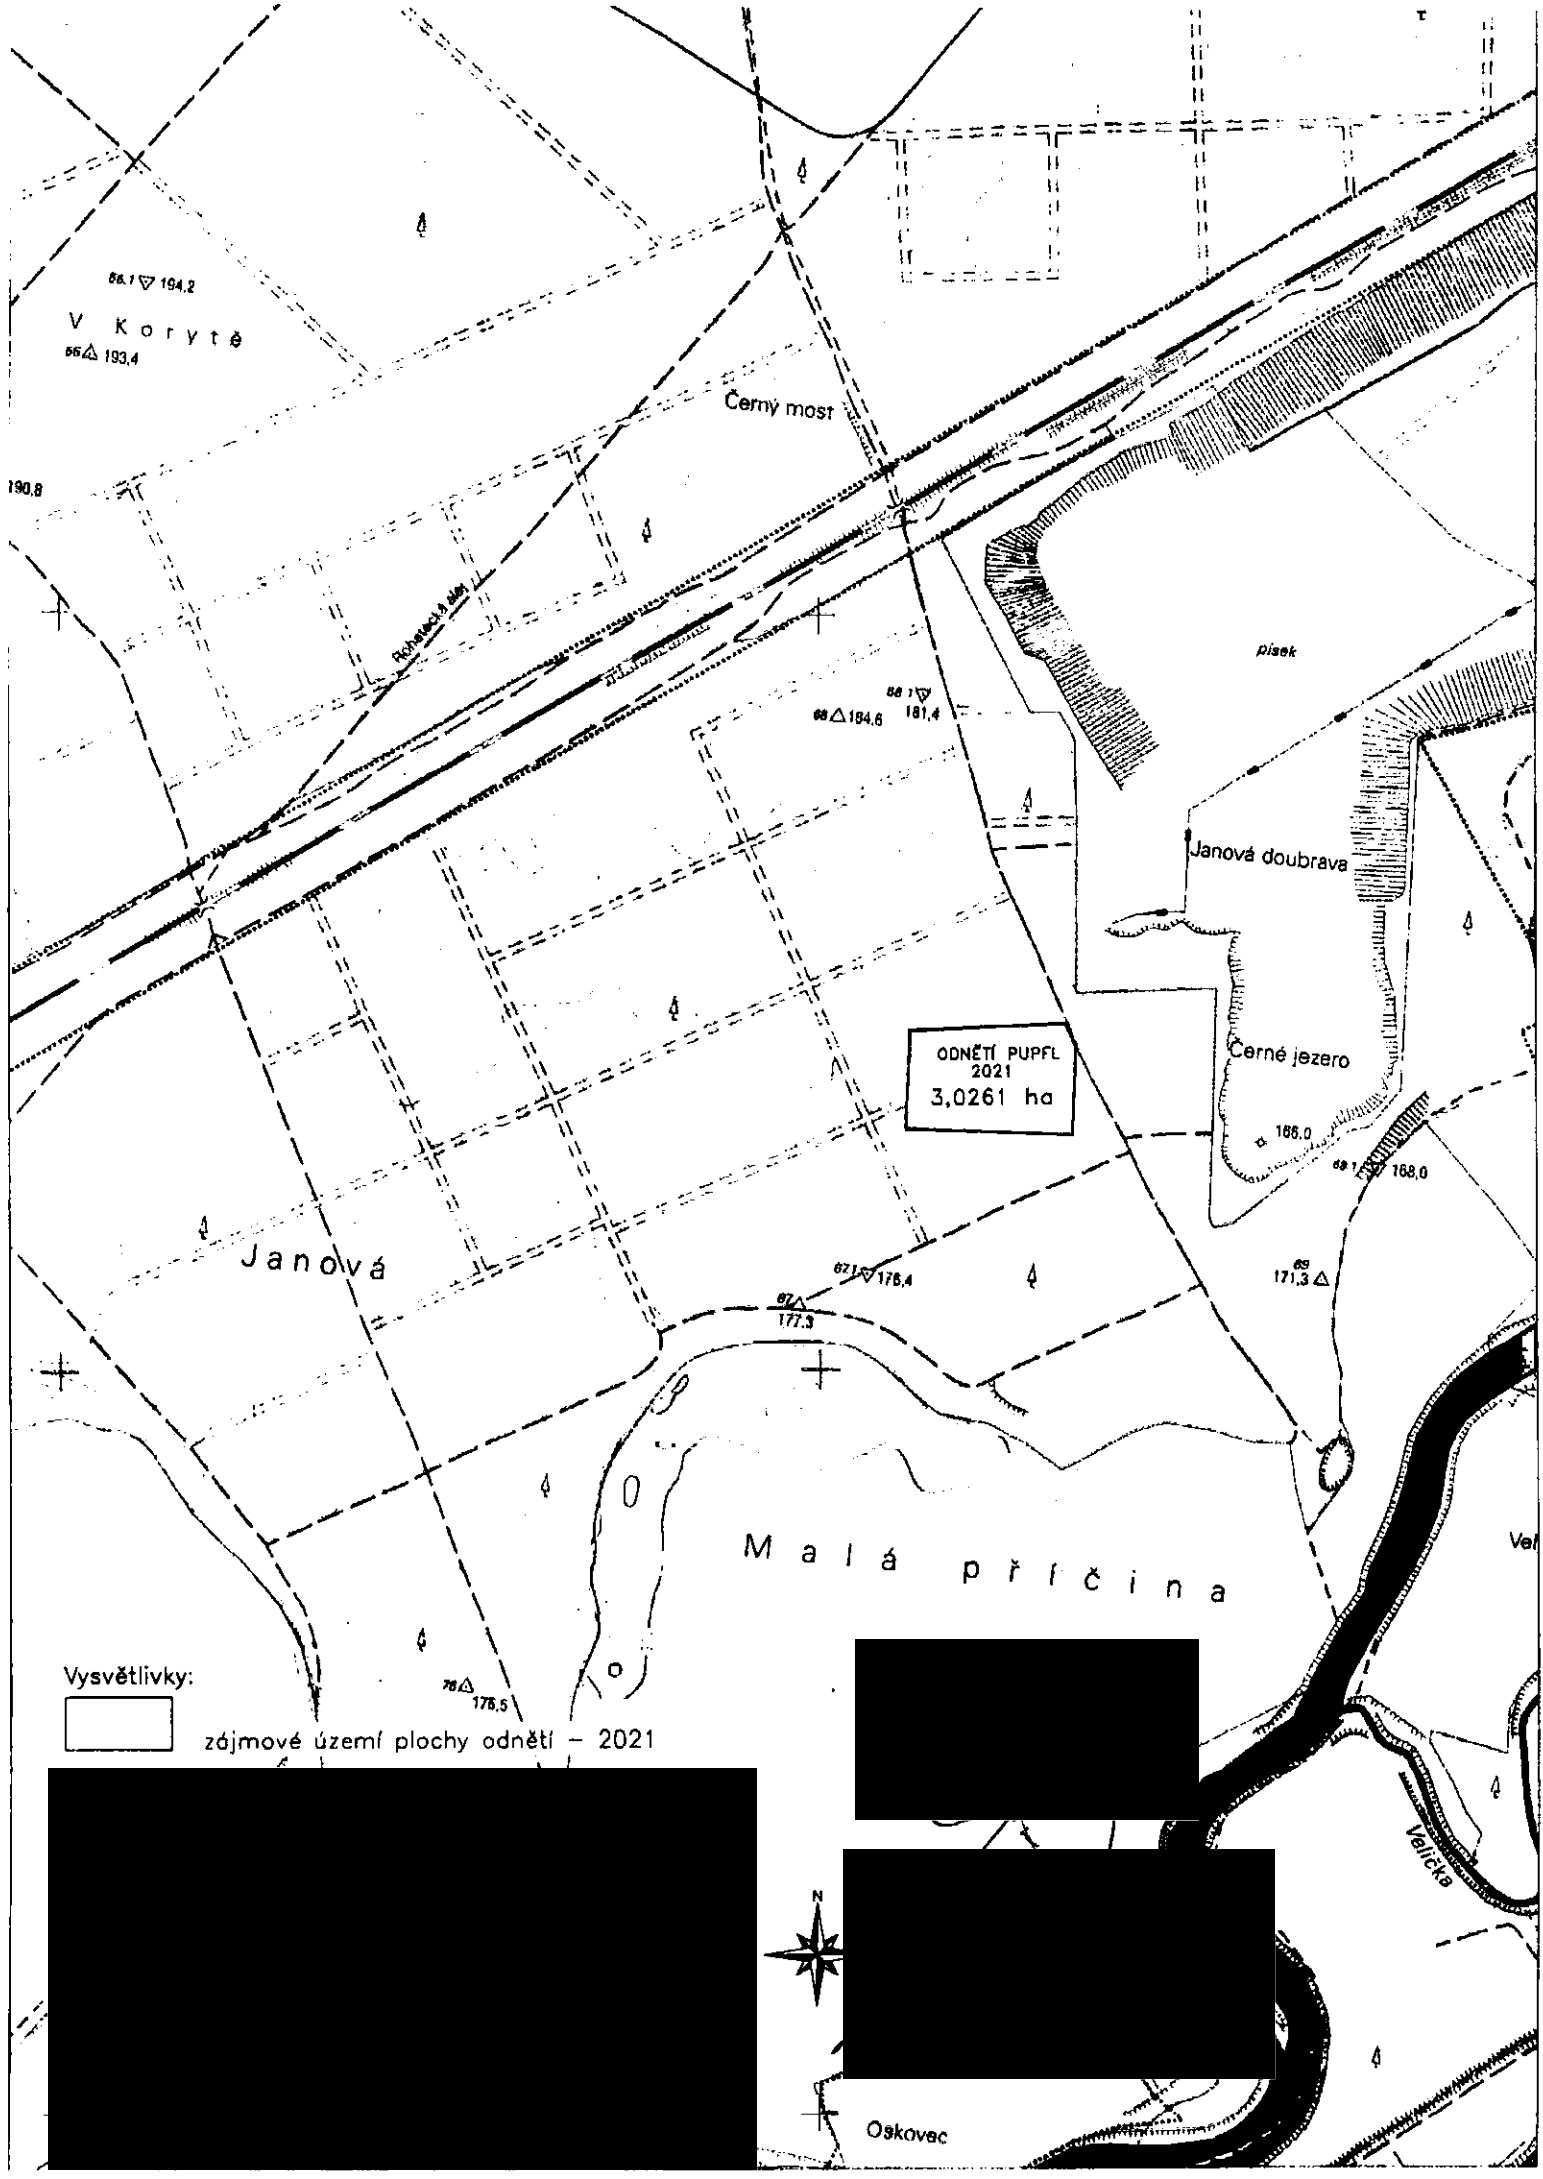 66.1 194,2
V Korytě
66 193,4
Černý most
190,8
Rohatecká alej
písek
68.1
181,4
68 184,6
Janová doubrava
ODNĚTÍ PUPFL
2021
3,0261 ha
Černé jezero
166,0
69.1 168,0
Janová
67.1 176,4
67
177,3
69
171,3
Malá příčina
Vel
Vysvětlivky:
76
176,5
zájmové území plochy odnětí – 2021
Velička
N
Oskovec